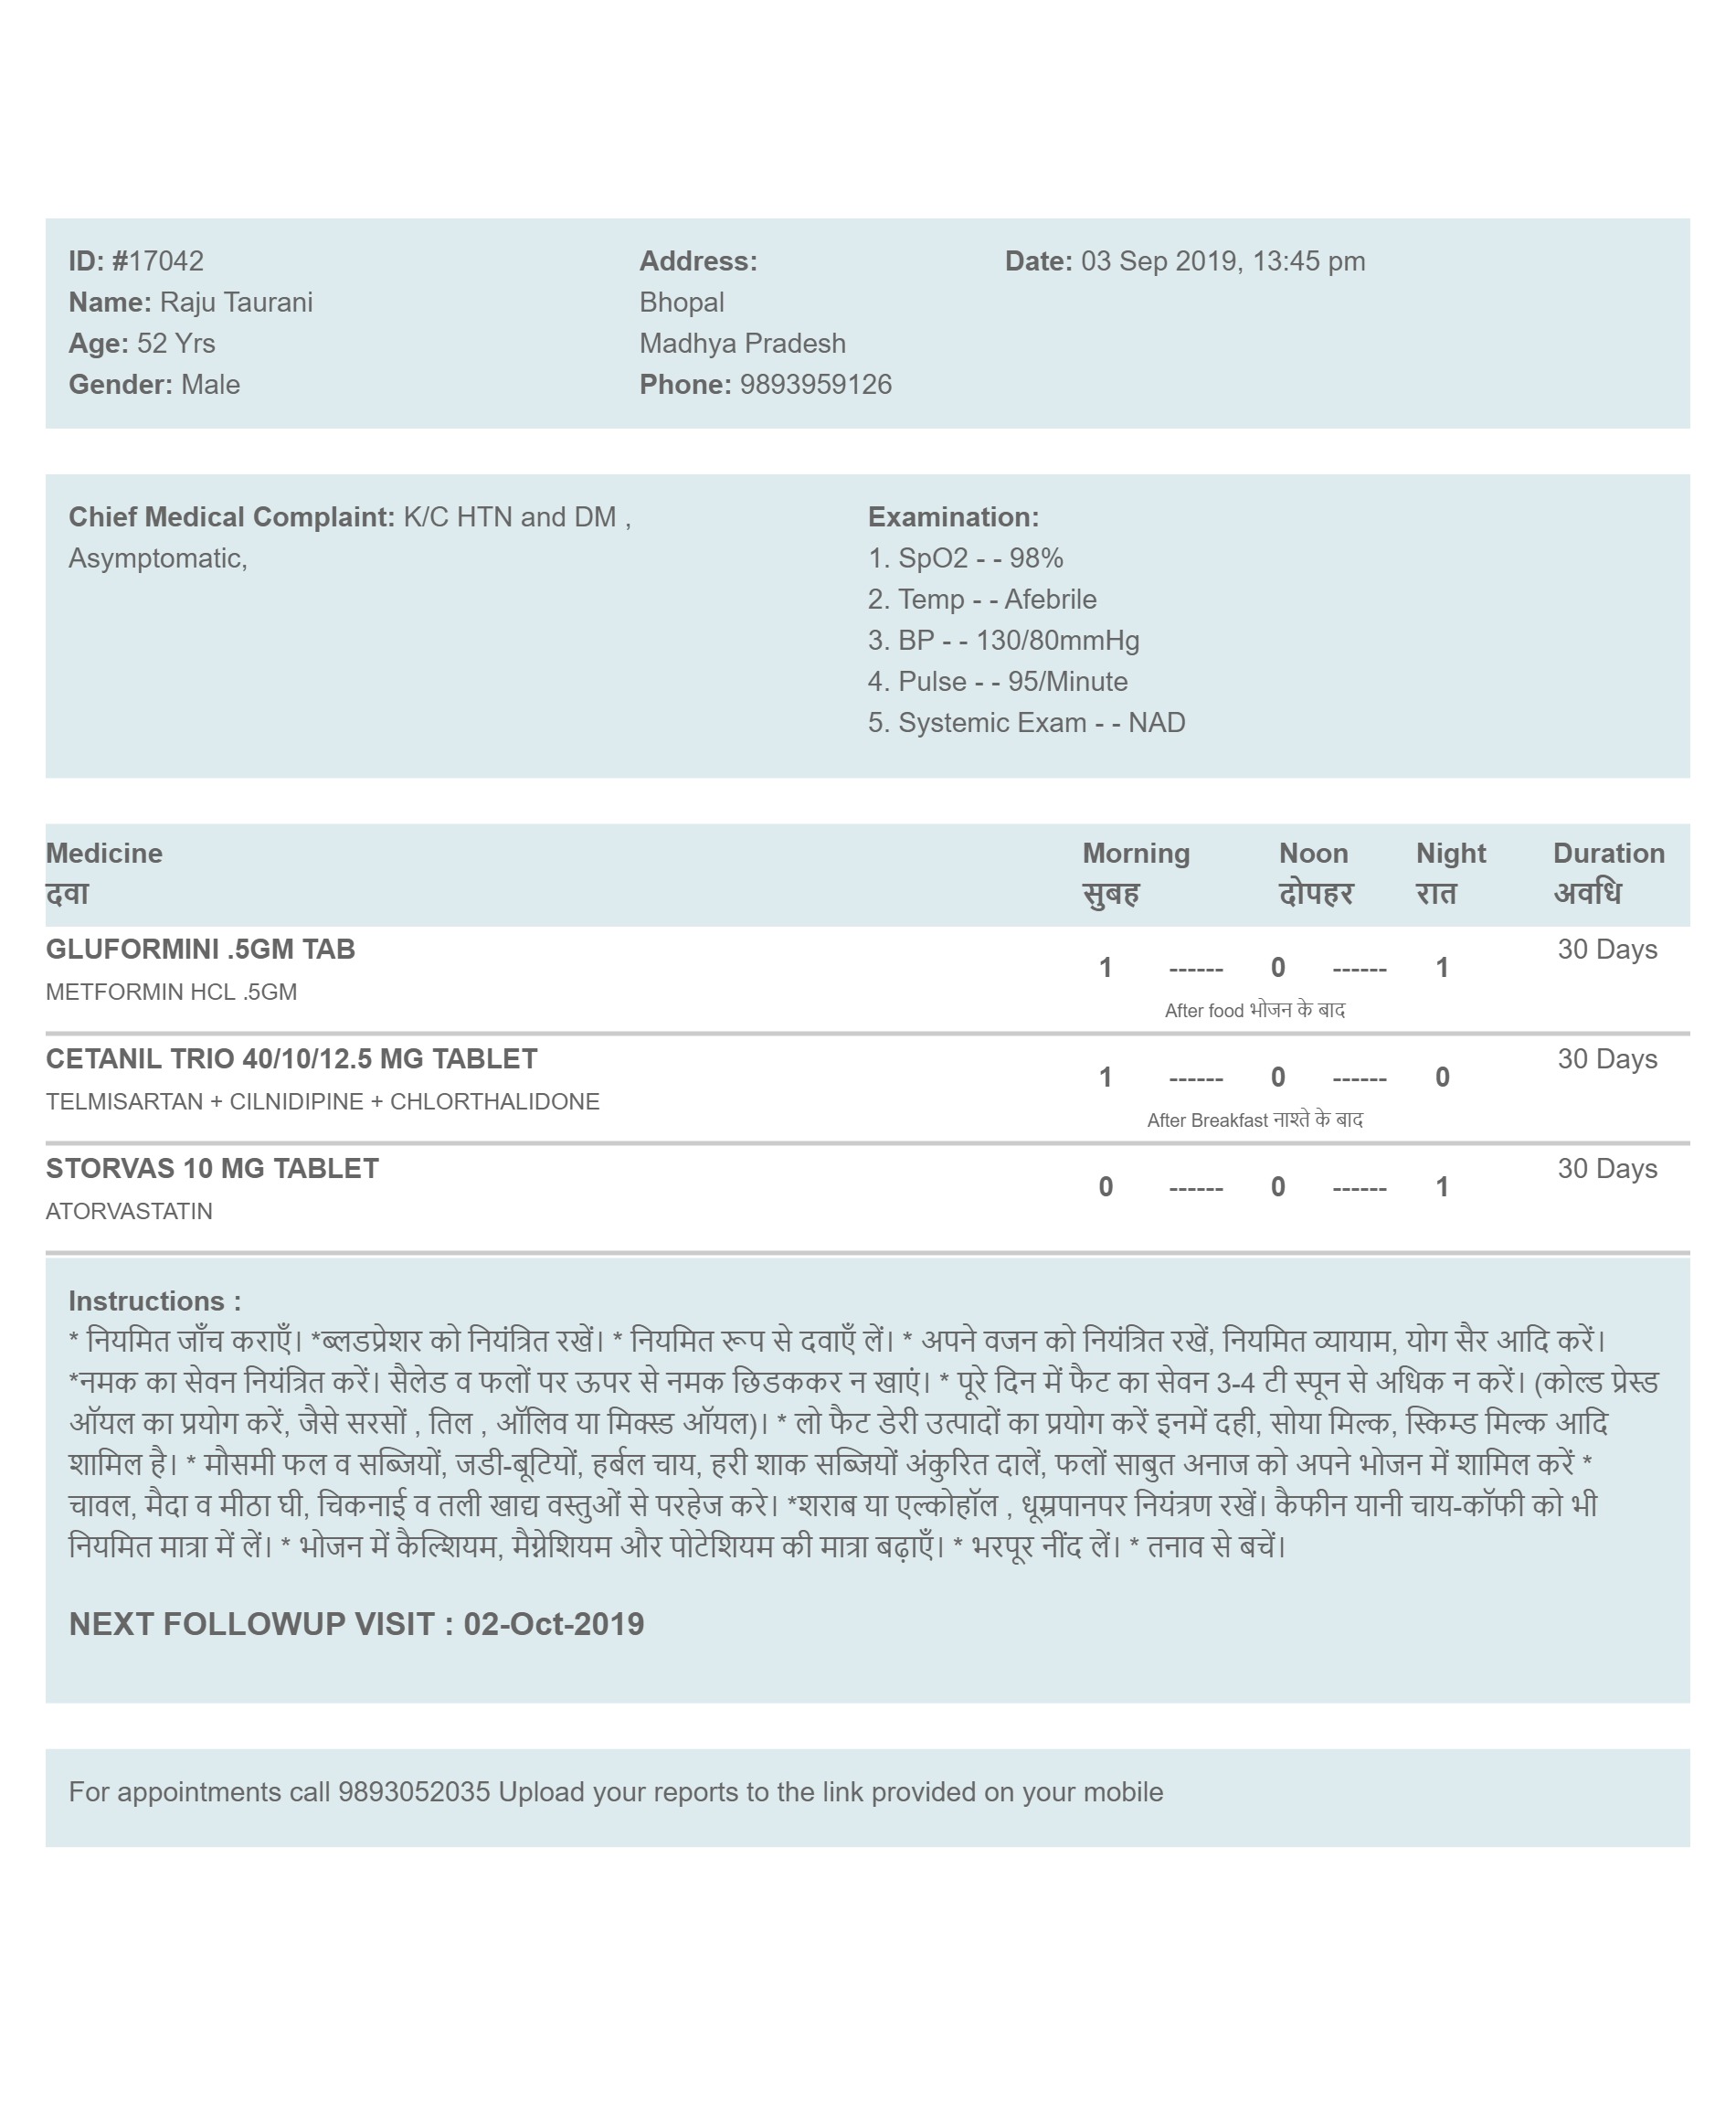 ID: #17042
Name: Raju Taurani
Age: 52 Yrs
Gender: Male
Address:
Bhopal
Madhya Pradesh
Phone: 9893959126
Date: 03 Sep 2019, 13:45 pm
Chief Medical Complaint: K/C HTN and DM ,
Asymptomatic,
Examination:
1. SpO2 - - 98%
2. Temp - - Afebrile
3. BP - - 130/80mmHg
4. Pulse - - 95/Minute
5. Systemic Exam - - NAD
Medicine Morning Noon Night Duration
दवा सुबह दोपहर रात अवधि
GLUFORMINI .5GM TAB 30 Days
1 ------ 0 ------ 1
METFORMIN HCL .5GM
After food भोजन के बाद
CETANIL TRIO 40/10/12.5 MG TABLET 30 Days
1 ------ 0 ------ 0
TELMISARTAN + CILNIDIPINE + CHLORTHALIDONE
After Breakfast नाश्ते के बाद
STORVAS 10 MG TABLET 30 Days
0 ------ 0 ------ 1
ATORVASTATIN
Instructions :
* नियमित जाँच कराएँ। *ब्लडप्रेशर को नियंत्रित रखें। * नियमित रूप से दवाएँ लें। * अपने वजन को नियंत्रित रखें, नियमित व्यायाम, योग सैर आदि करें।
*नमक का सेवन नियंत्रित करें। सैलेड व फलों पर ऊपर से नमक छिडककर न खाएं। * पूरे दिन में फैट का सेवन 3-4 टी स्पून से अधिक न करें। (कोल्ड प्रेस्ड
ऑयल का प्रयोग करें, जैसे सरसों , तिल , ऑलिव या मिक्स्ड ऑयल)। * लो फैट डेरी उत्पादों का प्रयोग करें इनमें दही, सोया मिल्क, स्किम्ड मिल्क आदि
शामिल है। * मौसमी फल व सब्जियों, जडी-बूटियों, हर्बल चाय, हरी शाक सब्जियों अंकुरित दालें, फलों साबुत अनाज को अपने भोजन में शामिल करें *
चावल, मैदा व मीठा घी, चिकनाई व तली खाद्य वस्तुओं से परहेज करे। *शराब या एल्कोहॉल , धूम्रपानपर नियंत्रण रखें। कैफीन यानी चाय-कॉफी को भी
नियमित मात्रा में लें। * भोजन में कैल्शियम, मैग्नेशियम और पोटेशियम की मात्रा बढ़ाएँ। * भरपूर नींद लें। * तनाव से बचें।
NEXT FOLLOWUP VISIT : 02-Oct-2019
For appointments call 9893052035 Upload your reports to the link provided on your mobile